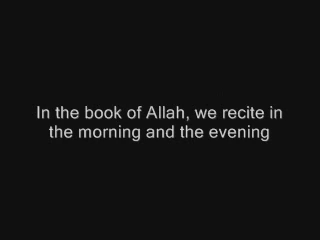 In the book of Allah, we recite in
the morning and the evening